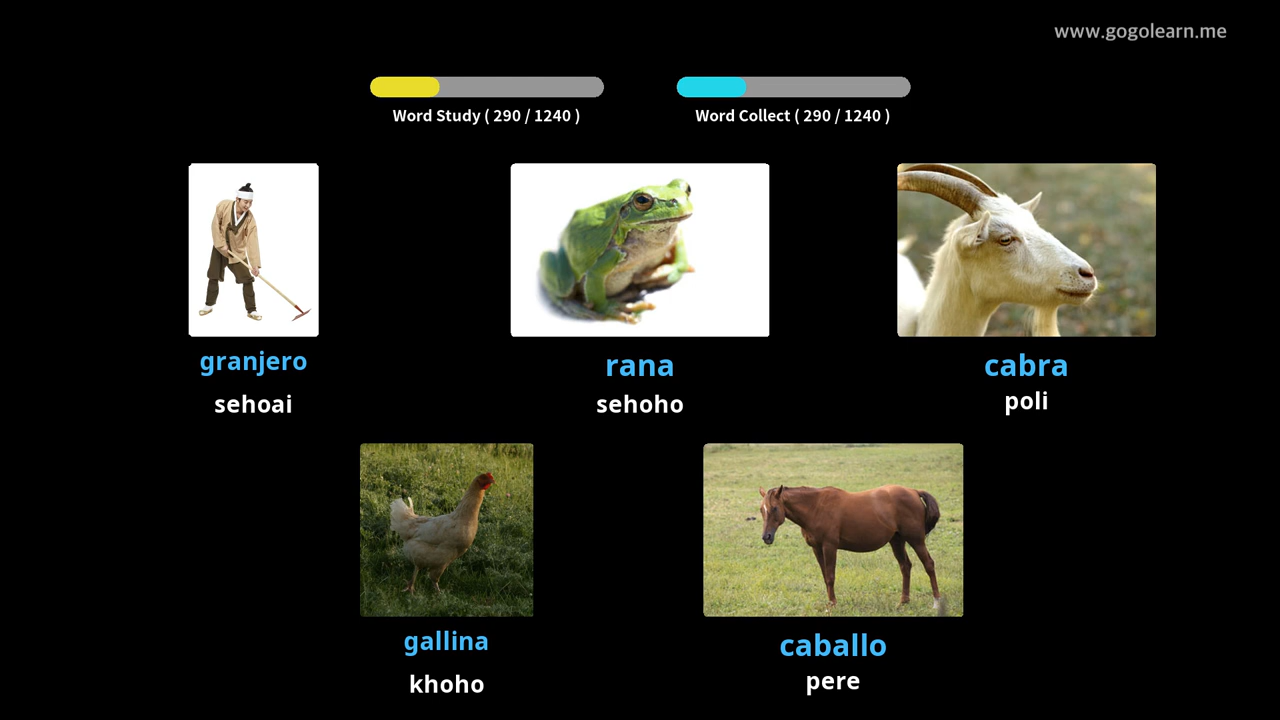 www.gogolearn.me
Word Study ( 290 / 1240 )
Word Collect ( 290 / 1240 )
granjero
sehoai
rana
sehoho
cabra
poli
gallina
khoho
caballo
pere